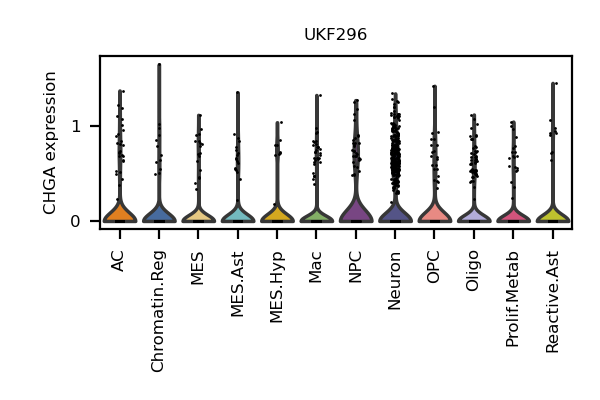 UKF296
CHGA expression
1
0
AC
Chromatin.Reg
MES
MES.Ast
MES.Hyp
Mac
NPC
Neuron
OPC
Oligo
Prolif.Metab
Reactive.Ast